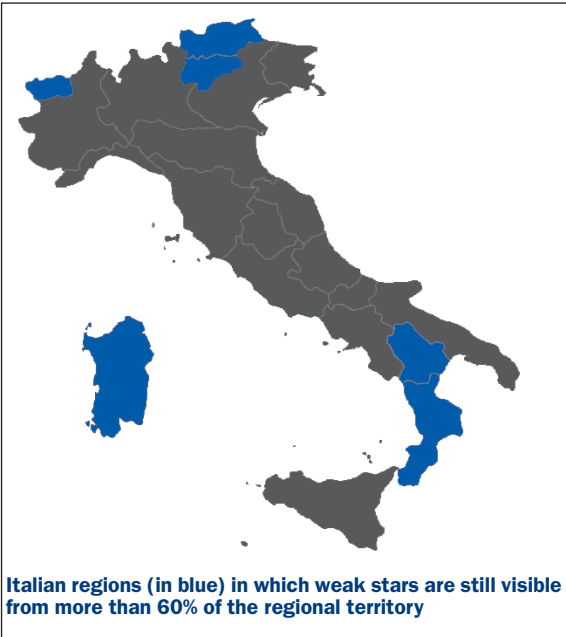 Italian regions (in blue) in which weak stars are still visible
from more than 60% of the regional territory